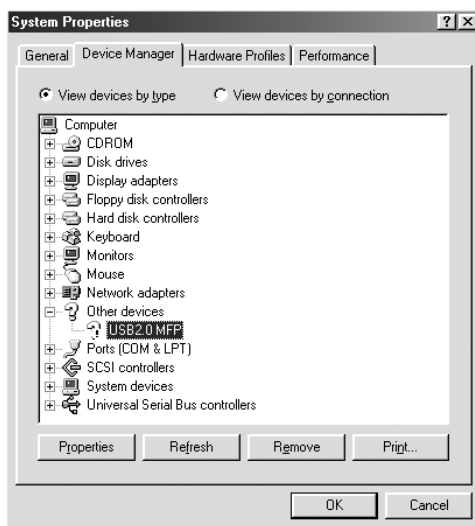 System Properties
General Device Manager Hardware Profiles Performance
View devices by type View devices by connection
Computer
CDROM
Disk drives
Display adapters
Floppy disk controllers
Hard disk controllers
Keyboard
Monitors
Mouse
Network adapters
Other devices
USB2.0 MFP
Ports (COM & LPT)
SCSI controllers
System devices
Universal Serial Bus controllers
Properties Refresh Remove Print...
OK Cancel